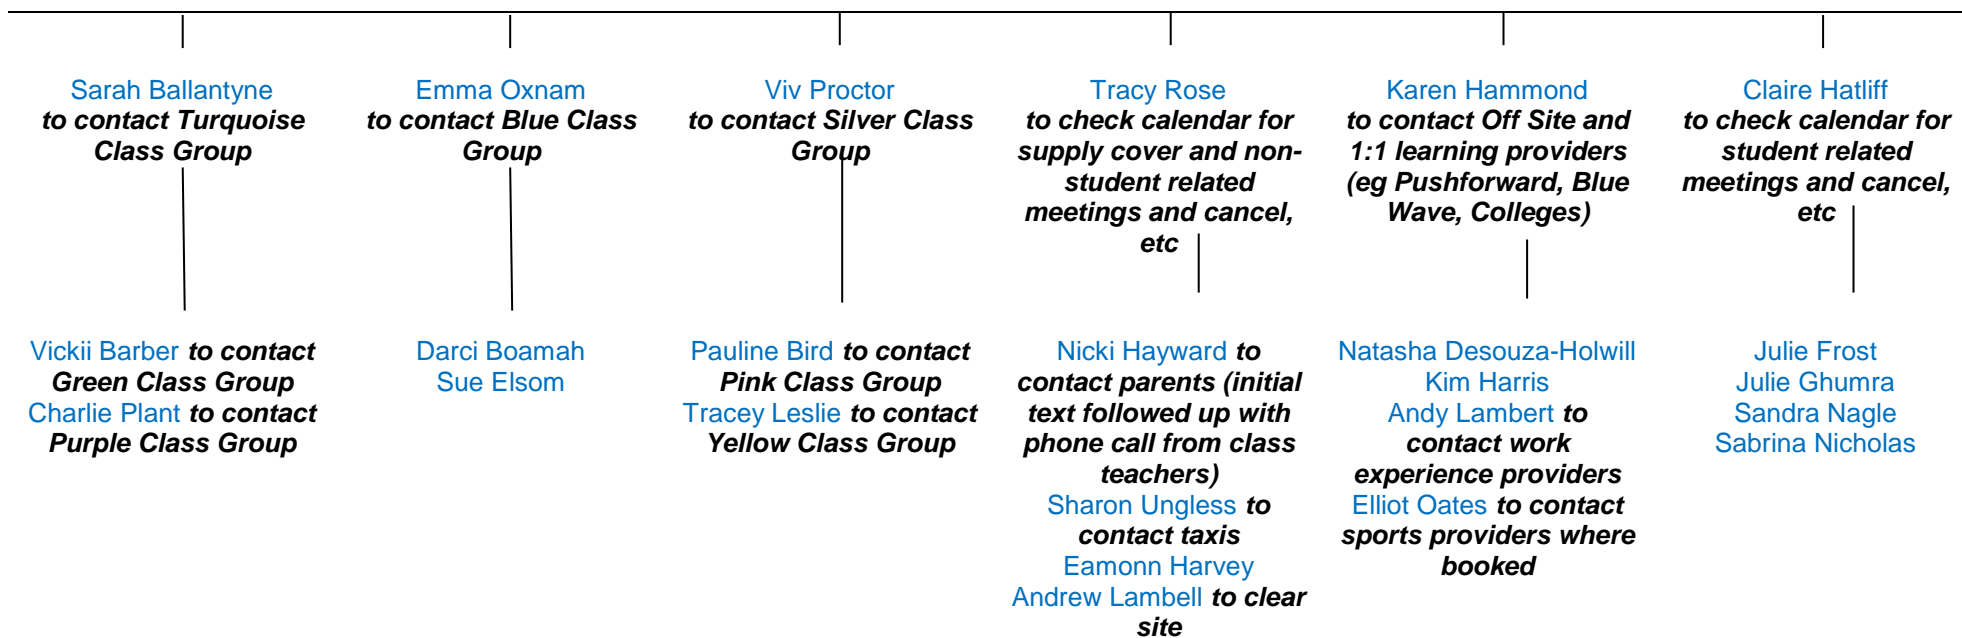 Sarah Ballantyne
to contact Turquoise
Class Group
Emma Oxnam
to contact Blue Class
Group
Viv Proctor
to contact Silver Class
Group
Tracy Rose
to check calendar for
supply cover and non-
student related
meetings and cancel,
etc
Karen Hammond
to contact Off Site and
1:1 learning providers
(eg Pushforward, Blue
Wave, Colleges)
Claire Hatliff
to check calendar for
student related
meetings and cancel,
etc
Vickii Barber to contact
Green Class Group
Charlie Plant to contact
Purple Class Group
Darci Boamah
Sue Elsom
Pauline Bird to contact
Pink Class Group
Tracey Leslie to contact
Yellow Class Group
Nicki Hayward to
contact parents (initial
text followed up with
phone call from class
teachers)
Sharon Ungless to
contact taxis
Eamonn Harvey
Andrew Lambell to clear
site
Natasha Desouza-Holwill
Kim Harris
Andy Lambert to
contact work
experience providers
Elliot Oates to contact
sports providers where
booked
Julie Frost
Julie Ghumra
Sandra Nagle
Sabrina Nicholas